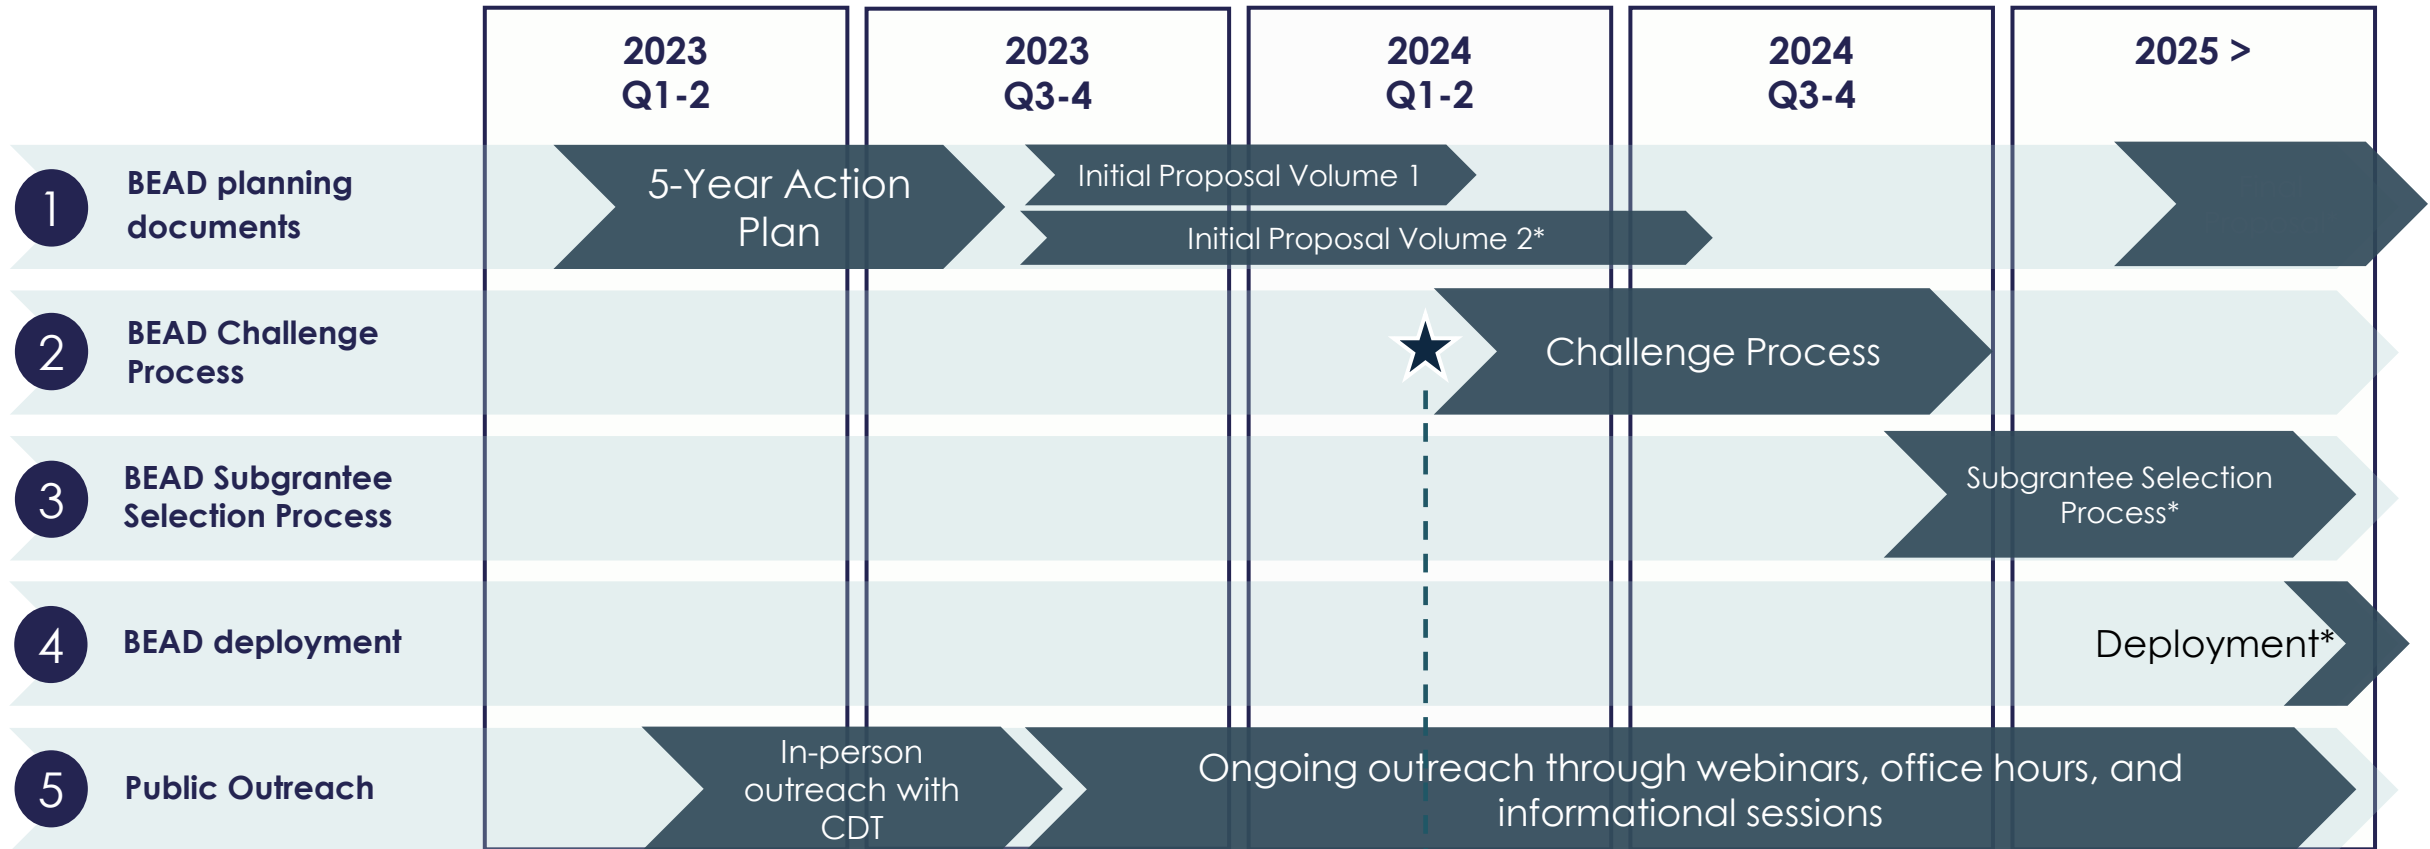 2023
Q1-2
2023
Q3-4
2024
Q1-2
2024
Q3-4
2025 >
1
BEAD planning
documents
5-Year Action
Plan
Initial Proposal Volume 1
Initial Proposal Volume 2*
2
BEAD Challenge
Process
Challenge Process
3
BEAD Subgrantee
Selection Process
Subgrantee Selection
Process*
4
BEAD deployment
Deployment*
5
Public Outreach
In-person
outreach with
CDT
Ongoing outreach through webinars, office hours, and
informational sessions